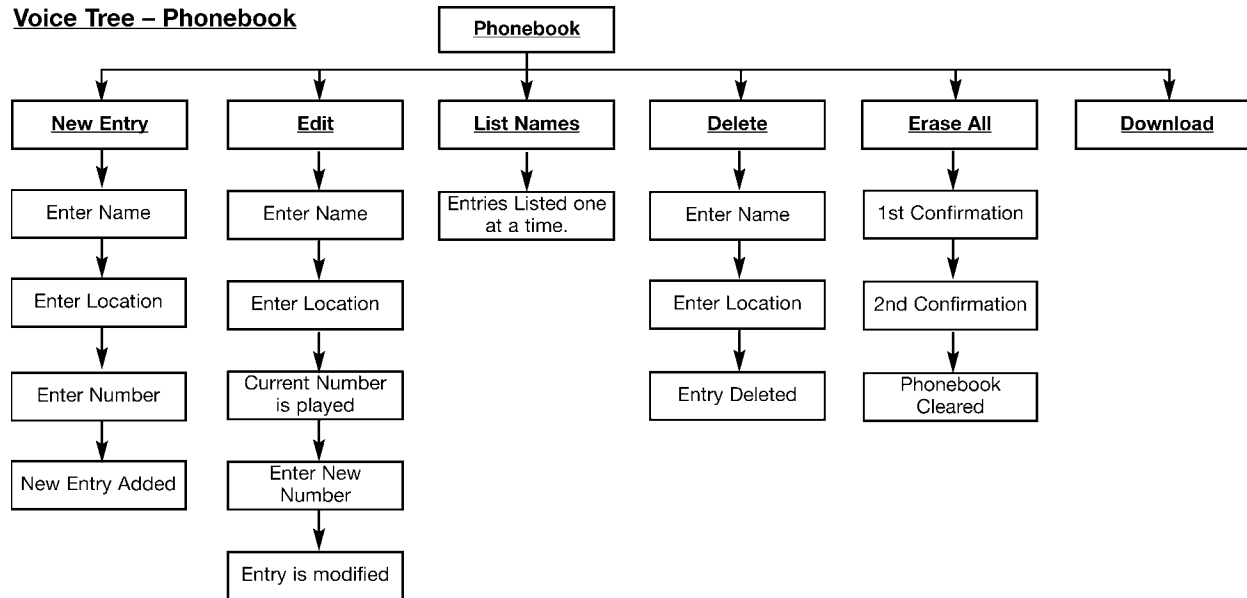 Voice Tree – Phonebook
Phonebook
New Entry
Edit
List Names
Delete
Erase All
Download
Enter Name
Enter Name
Entries Listed one
at a time.
Enter Name
1st Confirmation
Enter Location
Enter Location
Enter Location
2nd Confirmation
Enter Number
Current Number
is played
Entry Deleted
Phonebook
Cleared
New Entry Added
Enter New
Number
Entry is modified